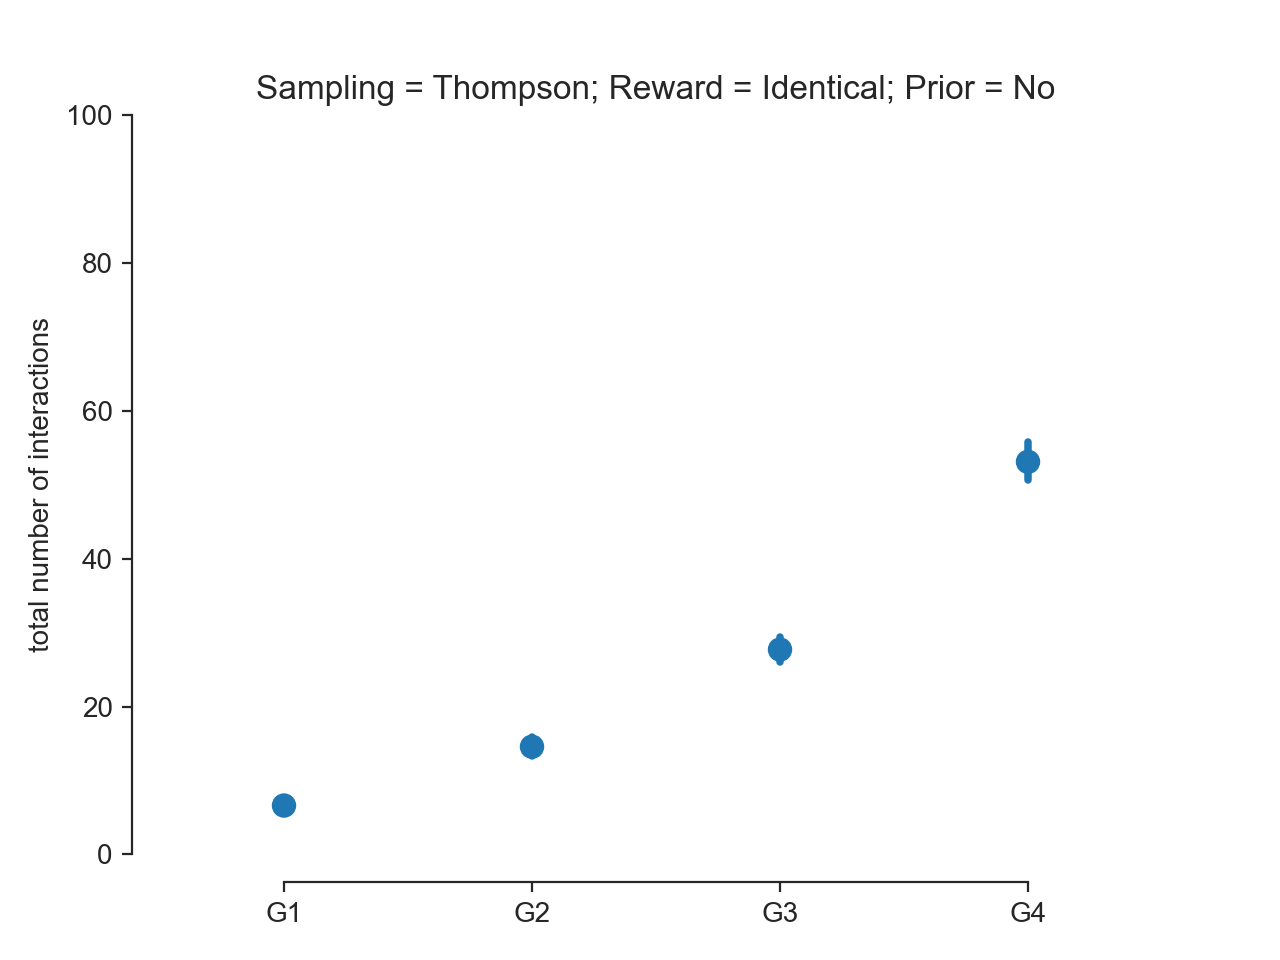 Sampling = Thompson; Reward = Identical; Prior = No
100
80
60
40
20
0
total number of interactions
G1 G2 G3 G4